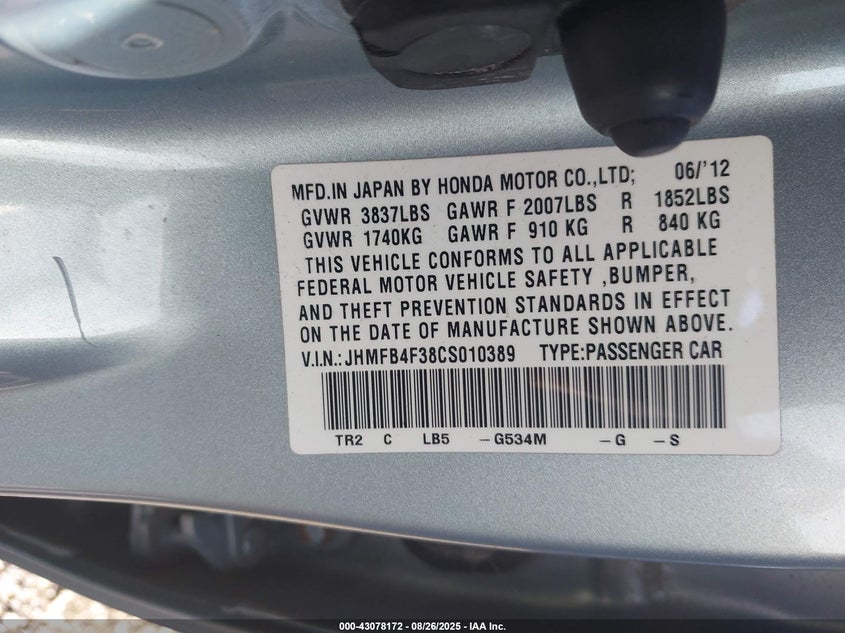 MFD.IN JAPAN BY HONDA MOTOR CO.,LTD; 06/'12
GVWR 3837LBS GAWR F 2007LBS R 1852LBS
GVWR 1740KG GAWR F 910 KG R 840 KG
THIS VEHICLE CONFORMS TO ALL APPLICABLE
FEDERAL MOTOR VEHICLE SAFETY ,BUMPER,
AND THEFT PREVENTION STANDARDS IN EFFECT
ON THE DATE OF MANUFACTURE SHOWN ABOVE.
V.I.N.:JHMFB4F38CS010389 TYPE:PASSENGER CAR
TR2 C LB5 -G534M -G -S
000-43078172 - 08/26/2025 - IAA Inc.